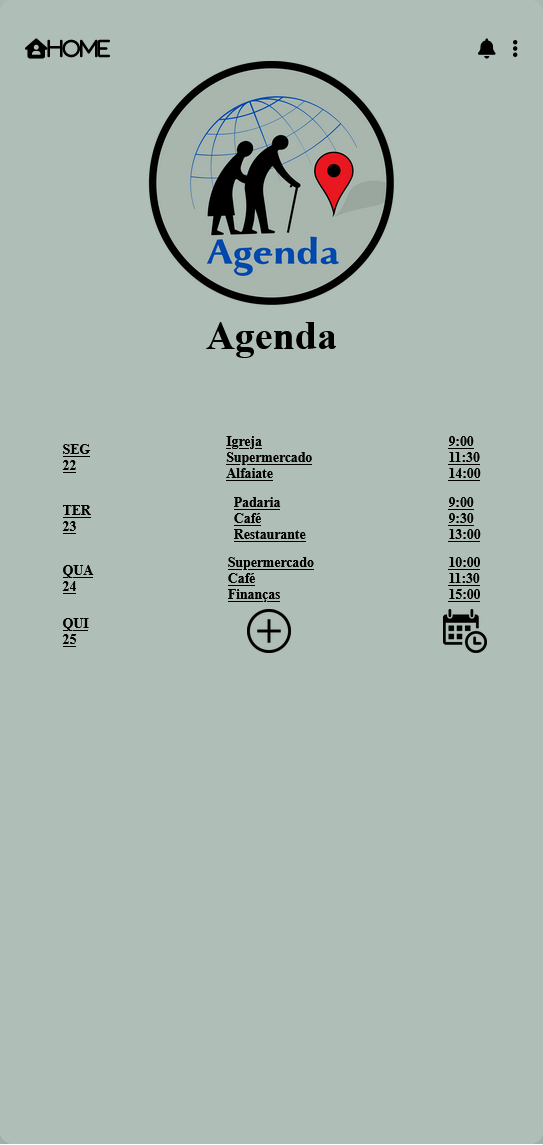 HOME
Agenda
Agenda
SEG
22
Igreja 9:00
Supermercado 11:30
Alfaiate 14:00
TER
23
Padaria 9:00
Café 9:30
Restaurante 13:00
QUA
24
Supermercado 10:00
Café 11:30
Finanças 15:00
QUI
25